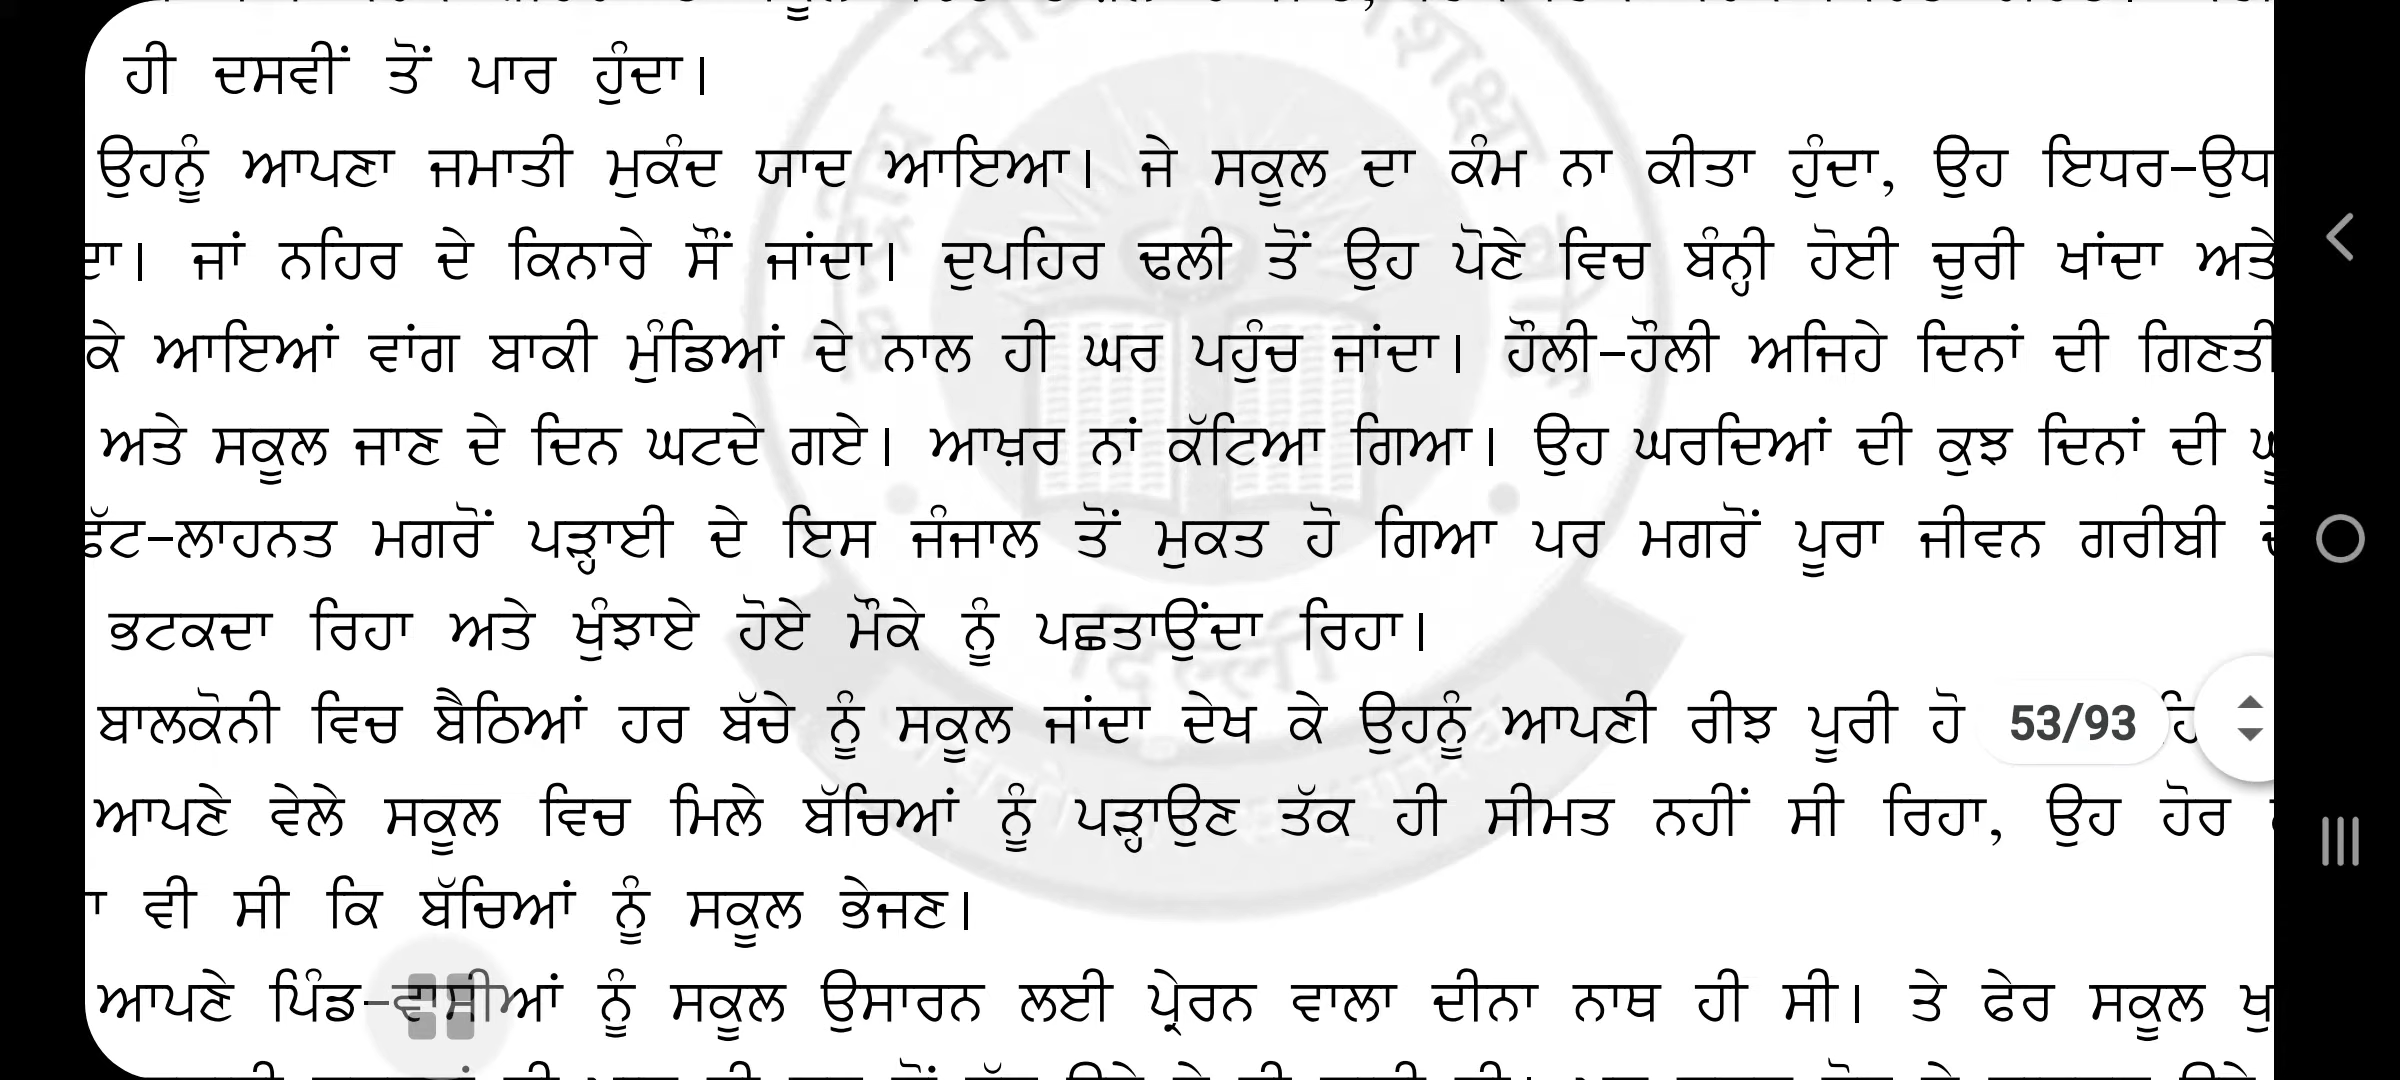 ਹੀ ਦਸਵੀਂ ਤੋਂ ਪਾਰ ਹੁੰਦਾ।
ਉਹਨੂੰ ਆਪਣਾ ਜਮਾਤੀ ਮੁਕੰਦ ਯਾਦ ਆਇਆ। ਜੇ ਸਕੂਲ ਦਾ ਕੰਮ ਨਾ ਕੀਤਾ ਹੁੰਦਾ, ਉਹ ਇਧਰ-ਉਧ
ਦਾ। ਜਾਂ ਨਹਿਰ ਦੇ ਕਿਨਾਰੇ ਸੌਂ ਜਾਂਦਾ। ਦੁਪਹਿਰ ਢਲੀ ਤੋਂ ਉਹ ਪੋਣੇ ਵਿਚ ਬੰਨ੍ਹੀ ਹੋਈ ਚੂਰੀ ਖਾਂਦਾ ਅਤੇ
ਕੇ ਆਇਆਂ ਵਾਂਗ ਬਾਕੀ ਮੁੰਡਿਆਂ ਦੇ ਨਾਲ ਹੀ ਘਰ ਪਹੁੰਚ ਜਾਂਦਾ। ਹੌਲੀ-ਹੌਲੀ ਅਜਿਹੇ ਦਿਨਾਂ ਦੀ ਗਿਣਤੀ
ਅਤੇ ਸਕੂਲ ਜਾਣ ਦੇ ਦਿਨ ਘਟਦੇ ਗਏ। ਆਖ਼ਰ ਨਾਂ ਕੱਟਿਆ ਗਿਆ। ਉਹ ਘਰਦਿਆਂ ਦੀ ਕੁਝ ਦਿਨਾਂ ਦੀ
ਲਾਹਨਤ ਮਗਰੋਂ ਪੜ੍ਹਾਈ ਦੇ ਇਸ ਜੰਜਾਲ ਤੋਂ ਮੁਕਤ ਹੋ ਗਿਆ ਪਰ ਮਗਰੋਂ ਪੂਰਾ ਜੀਵਨ ਗਰੀਬੀ
ਭਟਕਦਾ ਰਿਹਾ ਅਤੇ ਖੁੰਝਾਏ ਹੋਏ ਮੌਕੇ ਨੂੰ ਪਛਤਾਉਂਦਾ ਰਿਹਾ।
ਬਾਲਕੋਨੀ ਵਿਚ ਬੈਠਿਆਂ ਹਰ ਬੱਚੇ ਨੂੰ ਸਕੂਲ ਜਾਂਦਾ ਦੇਖ ਕੇ ਉਹਨੂੰ ਆਪਣੀ ਰੀਝ ਪੂਰੀ ਹੋ 53/93
ਆਪਣੇ ਵੇਲੇ ਸਕੂਲ ਵਿਚ ਮਿਲੇ ਬੱਚਿਆਂ ਨੂੰ ਪੜ੍ਹਾਉਣ ਤੱਕ ਹੀ ਸੀਮਤ ਨਹੀਂ ਸੀ ਰਿਹਾ, ਉਹ ਹੋਰ
ਵੀ ਸੀ ਕਿ ਬੱਚਿਆਂ ਨੂੰ ਸਕੂਲ ਭੇਜਣ।
ਆਪਣੇ ਪਿੰਡ-ਵਾਸੀਆਂ ਨੂੰ ਸਕੂਲ ਉਸਾਰਨ ਲਈ ਪ੍ਰੇਰਨ ਵਾਲਾ ਦੀਨਾ ਨਾਥ ਹੀ ਸੀ। ਤੇ ਫੇਰ ਸਕੂਲ